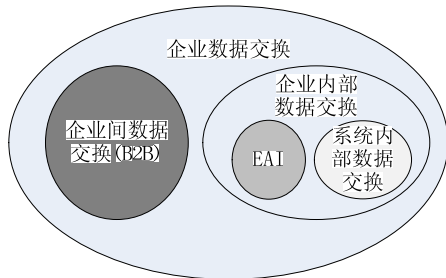 企业数据交换
企业间数据
交换(B2B)
企业内部
数据交换
EAI
系统内
部数据
交换